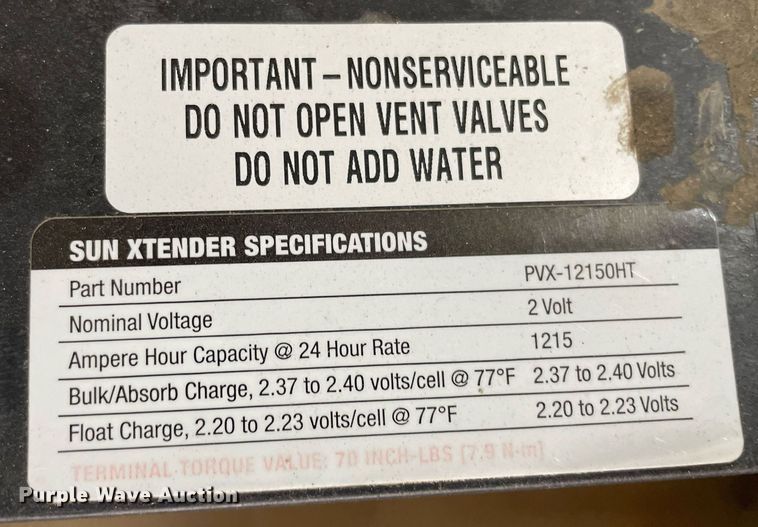 IMPORTANT – NONSERVICEABLE
DO NOT OPEN VENT VALVES
DO NOT ADD WATER
SUN XTENDER SPECIFICATIONS
Part Number PVX-12150HT
Nominal Voltage 2 Volt
Ampere Hour Capacity @ 24 Hour Rate 1215
Bulk/Absorb Charge, 2.37 to 2.40 volts/cell @ 77°F 2.37 to 2.40 Volts
Float Charge, 2.20 to 2.23 volts/cell @ 77°F 2.20 to 2.23 Volts
TERMINAL TORQUE VALUE: 70 INCH-LBS (7.9 N-m)
Purple Wave Auction